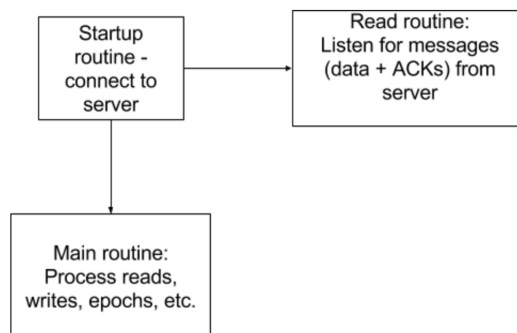 Startup
routine -
connect to
server
Read routine:
Listen for messages
(data + ACKs) from
server
Main routine:
Process reads,
writes, epochs, etc.